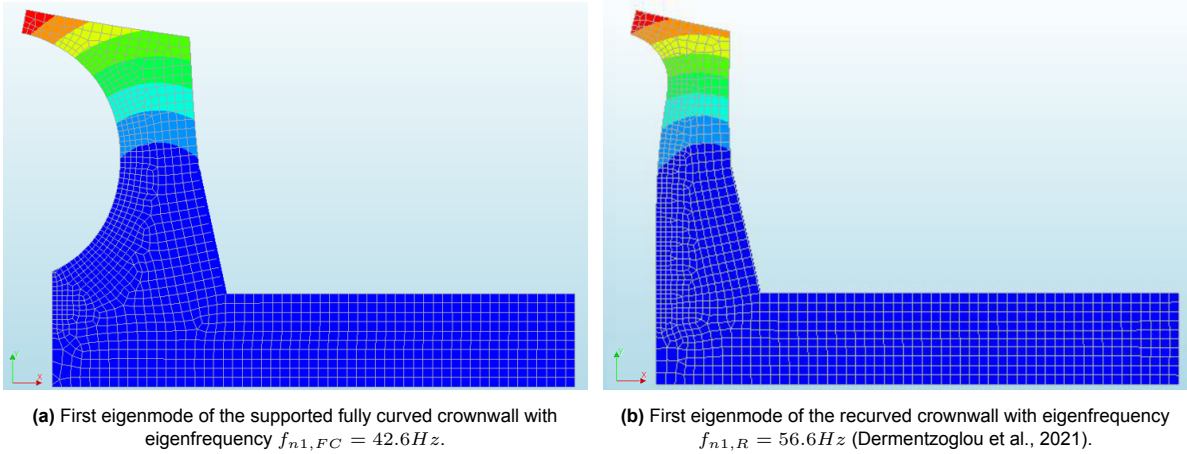 Y
X
Y
X
(a) First eigenmode of the supported fully curved crownwall with
eigenfrequency f_{n1,FC} = 42.6Hz.
(b) First eigenmode of the recurved crownwall with eigenfrequency
f_{n1,R} = 56.6Hz (Dermentzoglou et al., 2021).